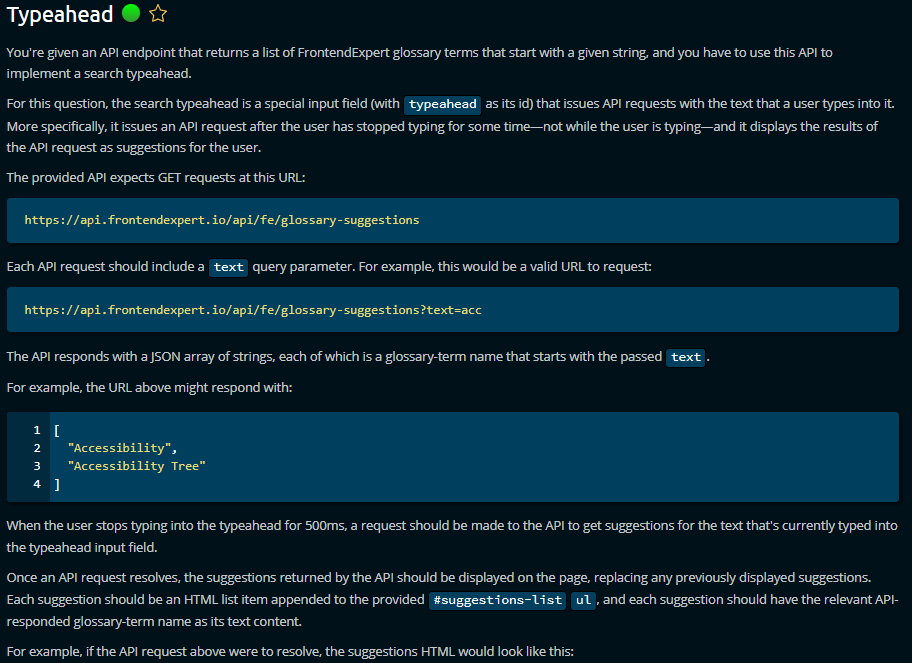 Typeahead
You're given an API endpoint that returns a list of FrontendExpert glossary terms that start with a given string, and you have to use this API to
implement a search typeahead.
For this question, the search typeahead is a special input field (with typeahead as its id) that issues API requests with the text that a user types into it.
More specifically, it issues an API request after the user has stopped typing for some time—not while the user is typing—and it displays the results of
the API request as suggestions for the user.
The provided API expects GET requests at this URL:
https://api.frontendexpert.io/api/fe/glossary-suggestions
Each API request should include a text query parameter. For example, this would be a valid URL to request:
https://api.frontendexpert.io/api/fe/glossary-suggestions?text=acc
The API responds with a JSON array of strings, each of which is a glossary-term name that starts with the passed text.
For example, the URL above might respond with:
1 [
2 "Accessibility",
3 "Accessibility Tree"
4 ]
When the user stops typing into the typeahead for 500ms, a request should be made to the API to get suggestions for the text that's currently typed into
the typeahead input field.
Once an API request resolves, the suggestions returned by the API should be displayed on the page, replacing any previously displayed suggestions.
Each suggestion should be an HTML list item appended to the provided #suggestions-list ul, and each suggestion should have the relevant API-
responded glossary-term name as its text content.
For example, if the API request above were to resolve, the suggestions HTML would look like this: